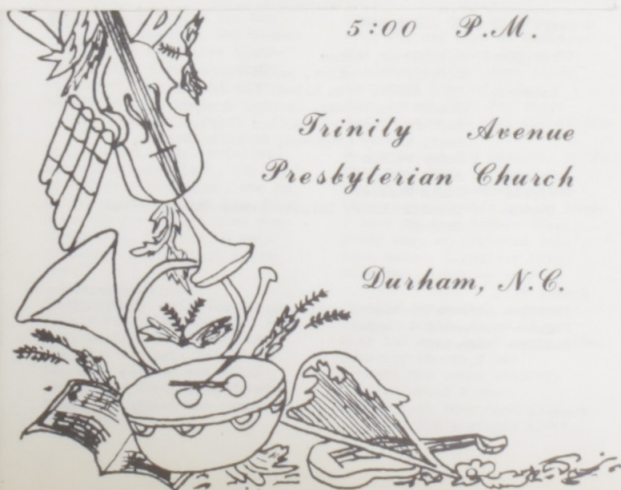 5:00 P.M.
Trinity Avenue
Presbyterian Church
Durham, N.C.